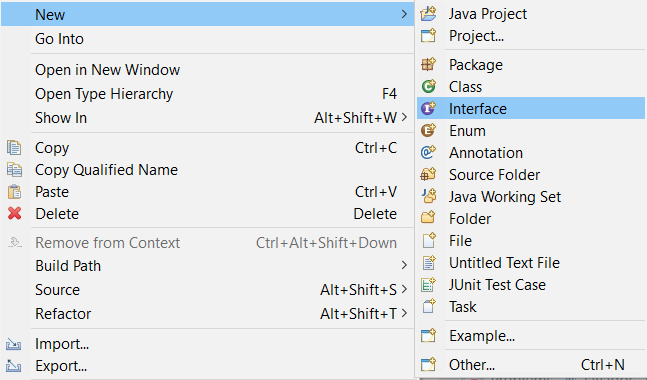 New
Go Into
Open in New Window
Open Type Hierarchy F4
Show In Alt+Shift+W
Copy Ctrl+C
Copy Qualified Name
Paste Ctrl+V
Delete Delete
Remove from Context Ctrl+Alt+Shift+Down
Build Path
Source Alt+Shift+S
Refactor Alt+Shift+T
Import...
Export...
Java Project
Project...
Package
Class
Interface
Enum
Annotation
Source Folder
Java Working Set
Folder
File
Untitled Text File
JUnit Test Case
Task
Example...
Other... Ctrl+N